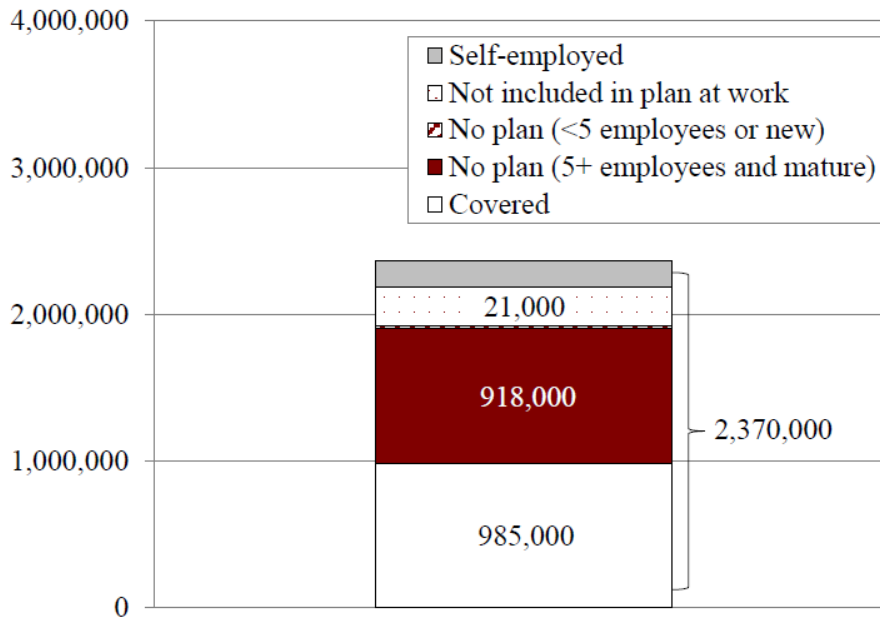 4,000,000
Self-employed
Not included in plan at work
No plan (<5 employees or new)
3,000,000
No plan (5+ employees and mature)
Covered
2,000,000
21,000
918,000
2,370,000
1,000,000
985,000
0